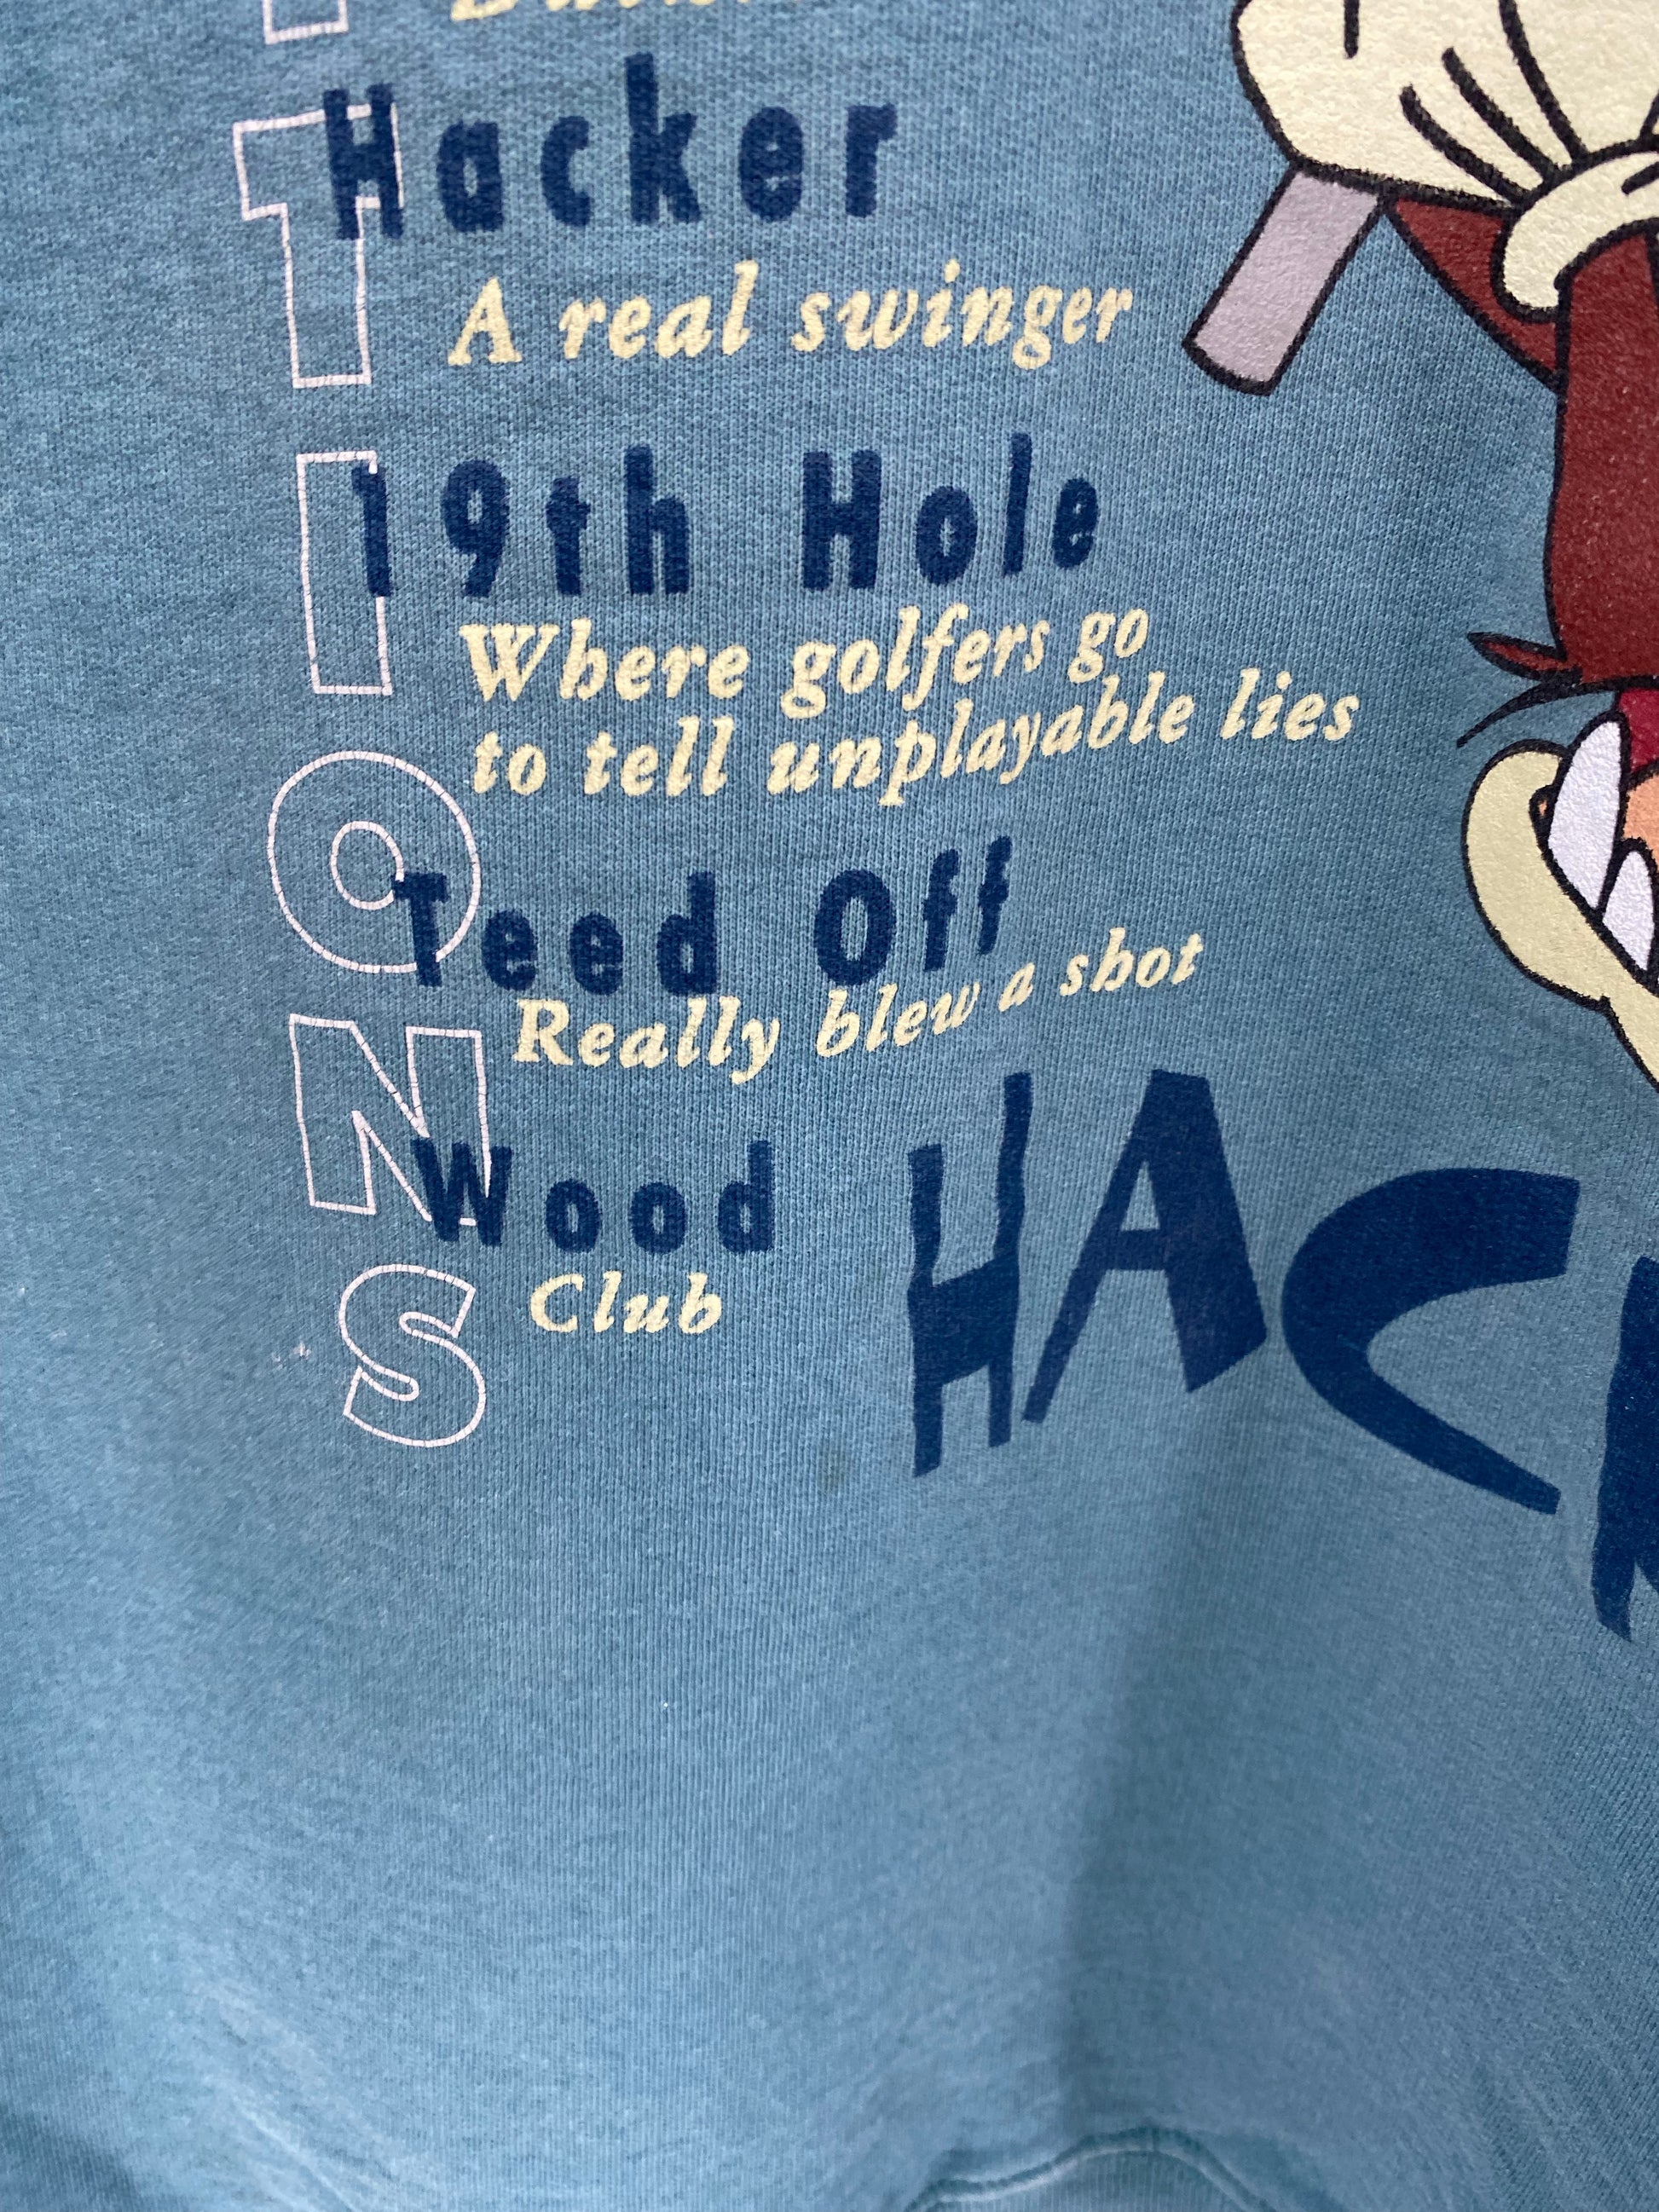 Hacker
A real swinger
19th Hole
Where golfers go
to tell unplayable lies
Teed Off
Really blew a shot
Wood
Club
TIONS
HAC